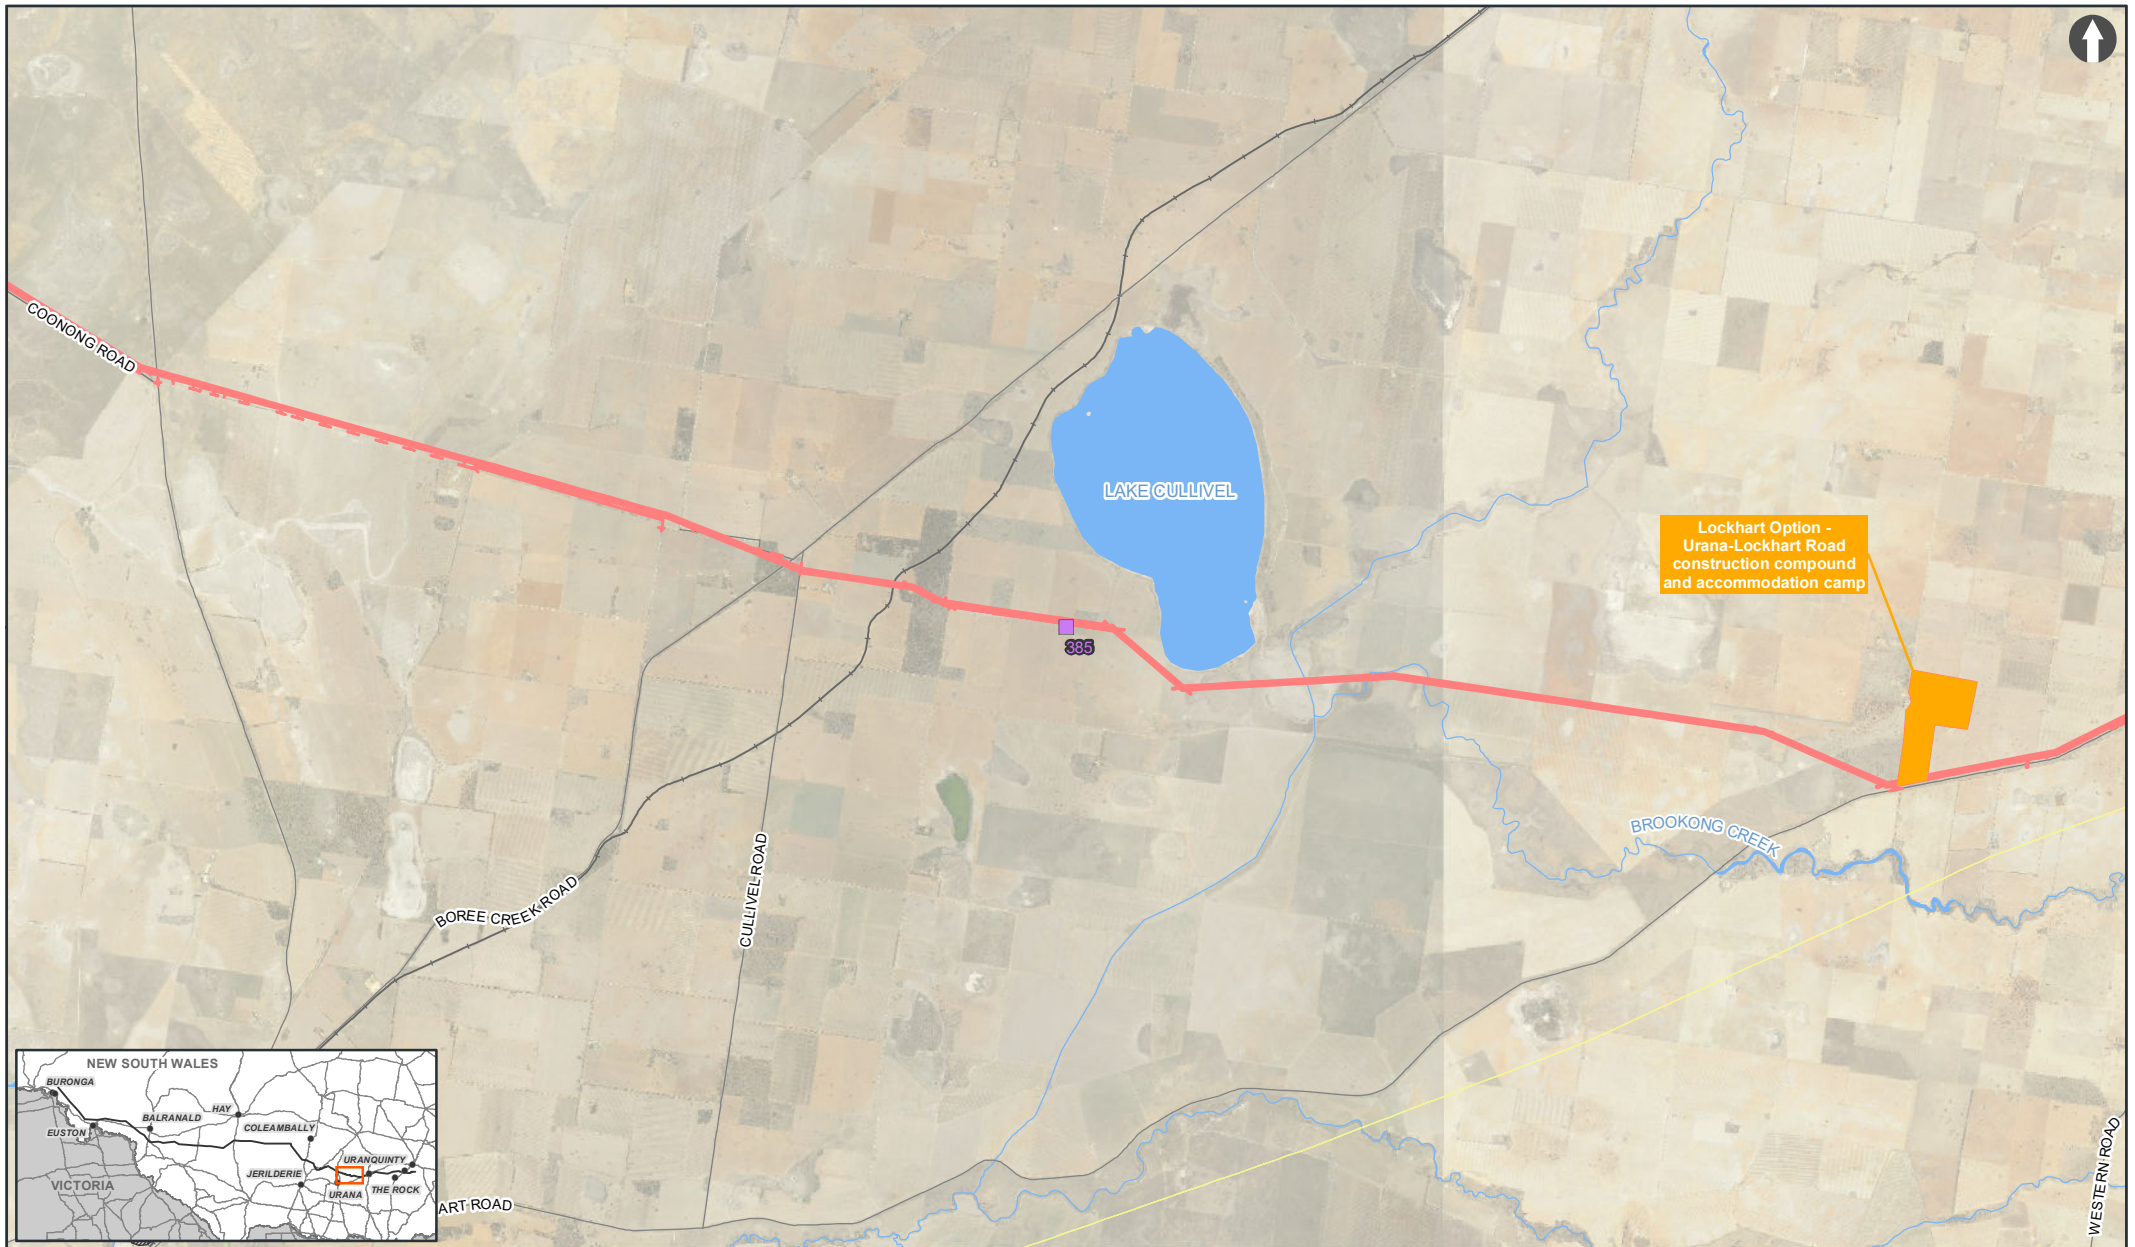 COONONG ROAD
LAKE CULLIVEL
Lockhart Option -
Urana-Lockhart Road
construction compound
and accommodation camp
385
BROOKONG CREEK
CULLIVEL ROAD
BOREE CREEK ROAD
NEW SOUTH WALES
BURONGA
BALRANALD
HAY
EUSTON
COLEAMBALLY
URANQUINTY
JERILDERIE
VICTORIA
URANA
THE ROCK
ART ROAD
WESTERN ROAD